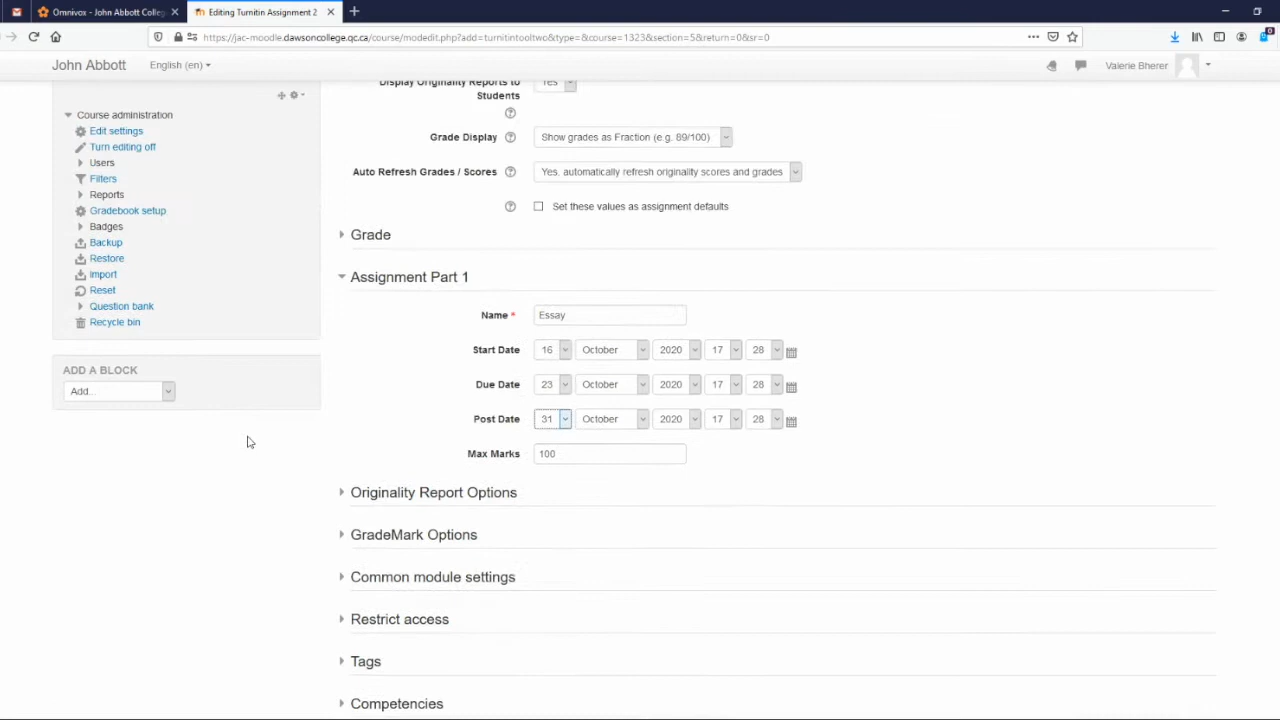 Omnivox - John Abbott Colleg
Editing Turnitin Assignment 2
https://jac-moodle.dawsoncollege.qc.ca/course/modedit.php?add=turnitintooltwo&type=&course=1323&section=5&return=0&sr=0
John Abbott
English (en)
Valerie Bherer
Course administration
Edit settings
Turn editing off
Users
Filters
Reports
Gradebook setup
Badges
Backup
Restore
Import
Reset
Question bank
Recycle bin
ADD A BLOCK
Add...
Display Originality Reports to Students
Yes
Grade Display
Show grades as Fraction (e.g. 89/100)
Auto Refresh Grades / Scores
Yes, automatically refresh originality scores and grades
Set these values as assignment defaults
Grade
Assignment Part 1
Name * Essay
Start Date 16 October 2020 17 28
Due Date 23 October 2020 17 28
Post Date 31 October 2020 17 28
Max Marks 100
Originality Report Options
GradeMark Options
Common module settings
Restrict access
Tags
Competencies